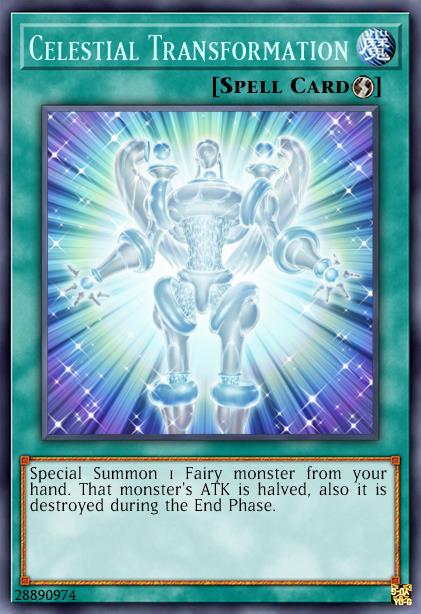 Celestial Transformation
魔
[Spell Card]
Special Summon 1 Fairy monster from your
hand. That monster's ATK is halved, also it is
destroyed during the End Phase.
28890974